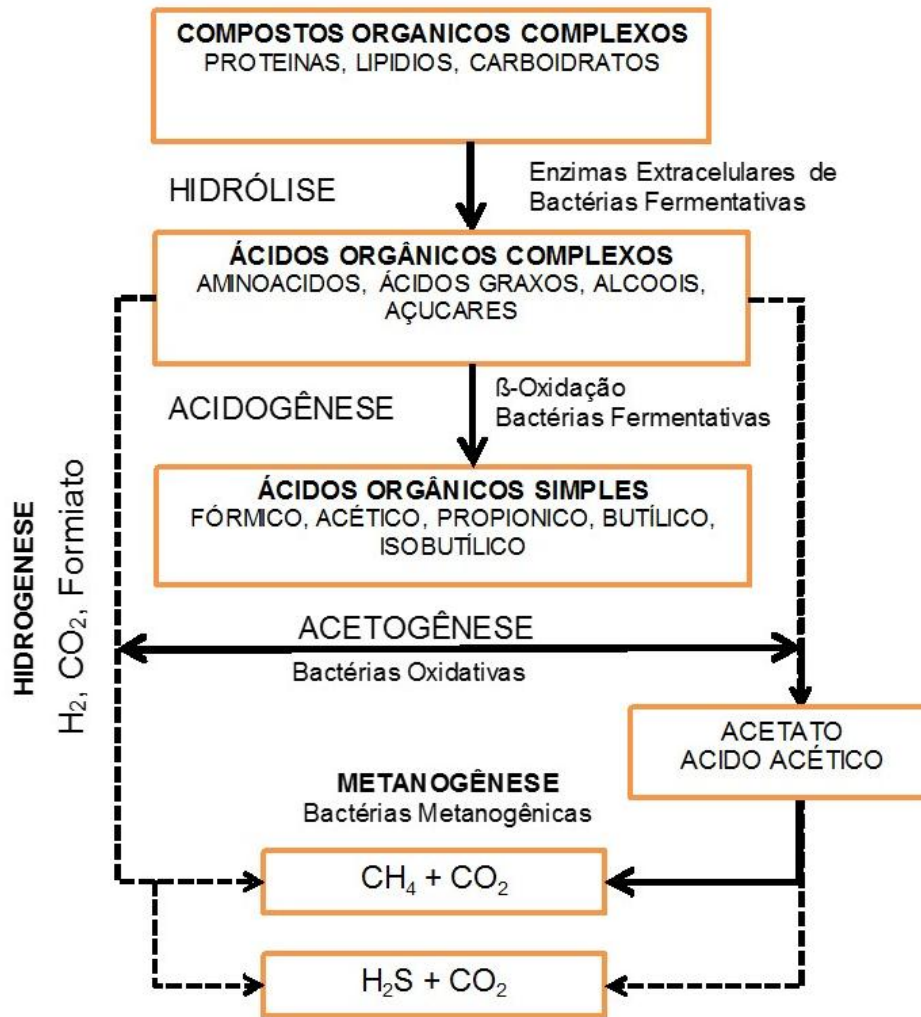 COMPOSTOS ORGANICOS COMPLEXOS
PROTEINAS, LIPIDIOS, CARBOIDRATOS
HIDRÓLISE
Enzimas Extracelulares de
Bactérias Fermentativas
ÁCIDOS ORGÂNICOS COMPLEXOS
AMINOACIDOS, ÁCIDOS GRAXOS, ALCOOIS,
AÇUCARES
ACIDOGÊNESE
ß-Oxidação
Bactérias Fermentativas
ÁCIDOS ORGÂNICOS SIMPLES
FÓRMICO, ACÉTICO, PROPIONICO, BUTÍLICO,
ISOBUTÍLICO
HIDROGENESE
H₂, CO₂, Formiato
ACETOGÊNESE
Bactérias Oxidativas
ACETATO
ACIDO ACÉTICO
METANOGÊNESE
Bactérias Metanogênicas
CH₄ + CO₂
H₂S + CO₂